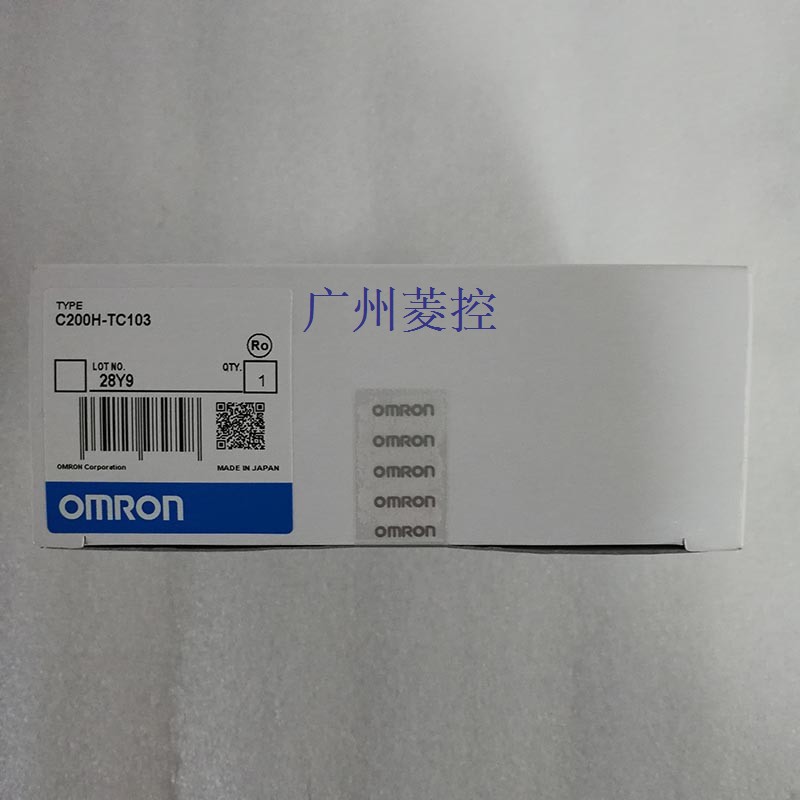 广州菱控
TYPE
C200H-TC103
Ro
LOT NO.
28Y9
QTY.
1
OMRON Corporation
MADE IN JAPAN
OMRON
OMRON
OMRON
OMRON
OMRON
OMRON